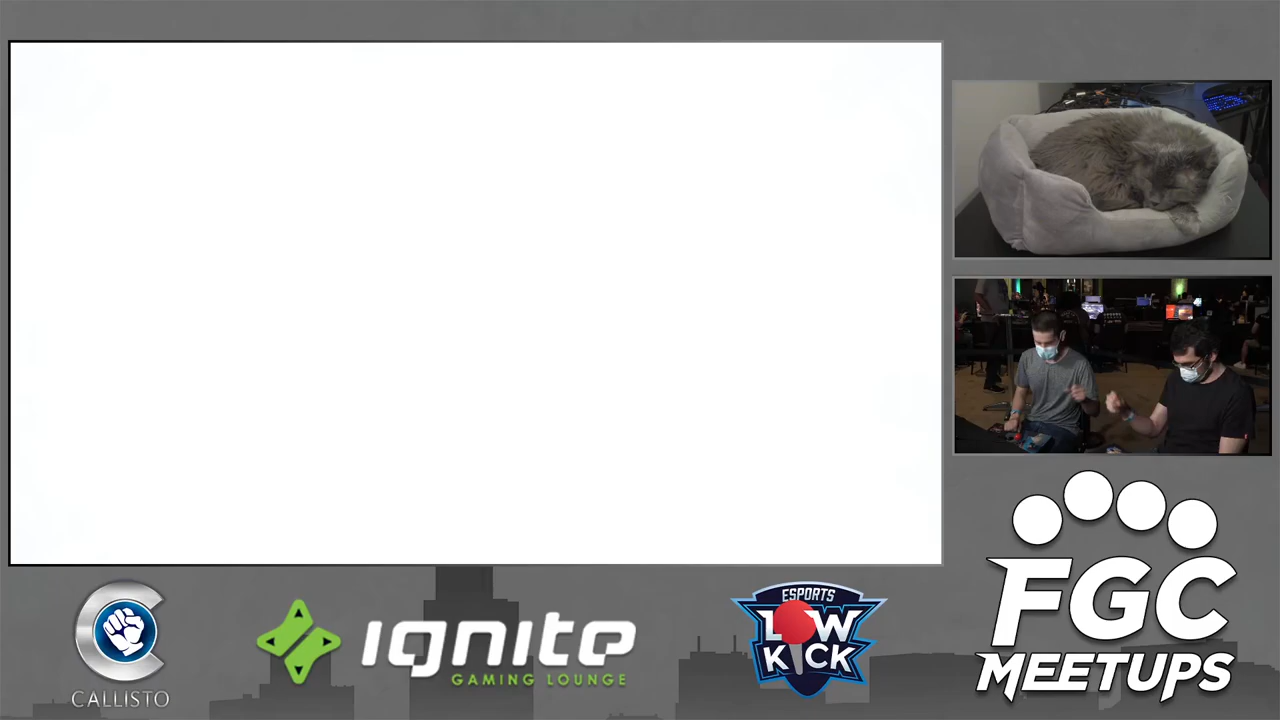 CALLISTO
ignite
GAMING LOUNGE
ESPORTS
LOW
KICK
FGC
MEETUPS